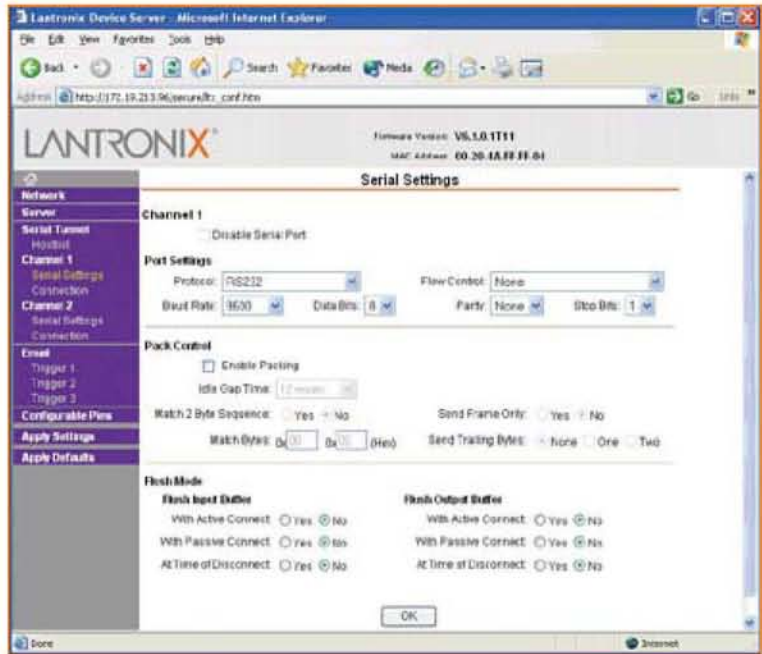 Lantronix Device Server - Microsoft Internet Explorer
File Edit View Favorites Tools Help
Back Search Favorites Media
Address http://172.19.213.96/secure/ltx_conf.htm Go Links
LANTRONIX
Firmware Version: V6.1.0.1T11
MAC Address:
Serial Settings
Network
Server
Serial Tunnel
Hostlist
Channel 1
Serial Settings
Connection
Channel 2
Serial Settings
Connection
Email
Trigger 1
Trigger 2
Trigger 3
Configurable Pins
Apply Settings
Apply Defaults
Channel 1
Disable Serial Port
Port Settings
Protocol: RS232 Flow Control: None
Baud Rate: 9600 Data Bits: 8 Parity: None Stop Bits: 1
Pack Control
Enable Packing
Idle Gap Time: 12 msec
Match 2 Byte Sequence: Yes No Send Frame Only: Yes No
Match Bytes: 0x 00 0x 00 (Hex) Send Trailing Bytes: None One Two
Flush Mode
Flush Input Buffer Flush Output Buffer
With Active Connect: Yes No With Active Connect: Yes No
With Passive Connect: Yes No With Passive Connect: Yes No
At Time of Disconnect: Yes No At Time of Disconnect: Yes No
OK
Done Internet